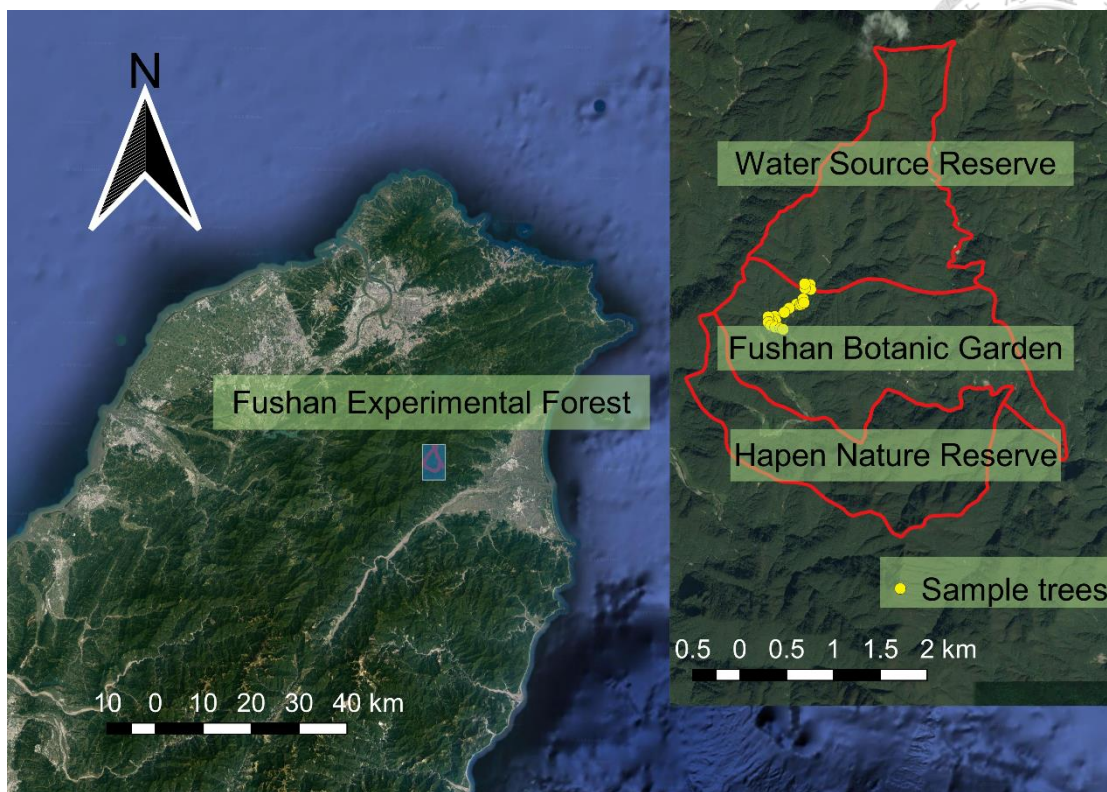 N
Fushan Experimental Forest
10 0 10 20 30 40 km
Water Source Reserve
Fushan Botanic Garden
Hapen Nature Reserve
Sample trees
0.5 0 0.5 1 1.5 2 km